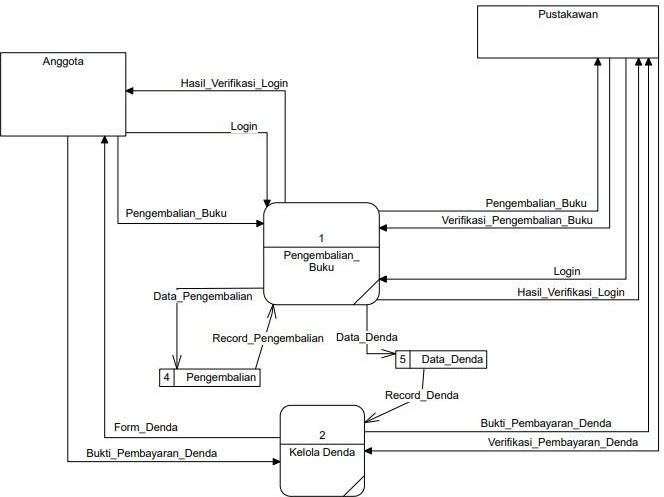 Pustakawan
Anggota
Hasil_Verifikasi_Login
Login
Pengembalian_Buku
Pengembalian_Buku
Verifikasi_Pengembalian_Buku
1
Pengembalian_
Buku
Login
Hasil_Verifikasi_Login
Data_Pengembalian
Record_Pengembalian
Data_Denda
5 Data_Denda
4 Pengembalian
Record_Denda
Form_Denda
2
Bukti_Pembayaran_Denda
Verifikasi_Pembayaran_Denda
Bukti_Pembayaran_Denda
Kelola Denda